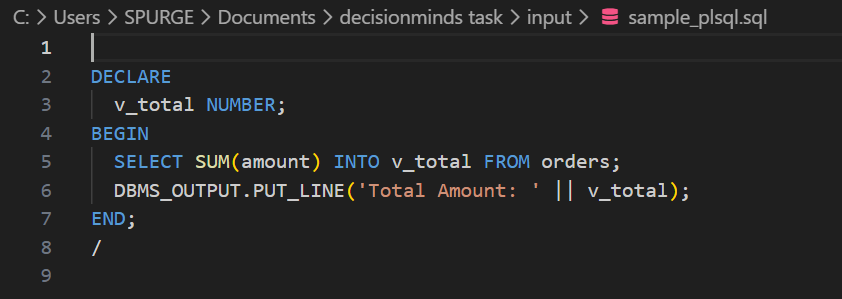 C: > Users > SPURGE > Documents > decisionminds task > input > sample_plsql.sql
1
2 DECLARE
3   v_total NUMBER;
4 BEGIN
5   SELECT SUM(amount) INTO v_total FROM orders;
6   DBMS_OUTPUT.PUT_LINE('Total Amount: ' || v_total);
7 END;
8 /
9